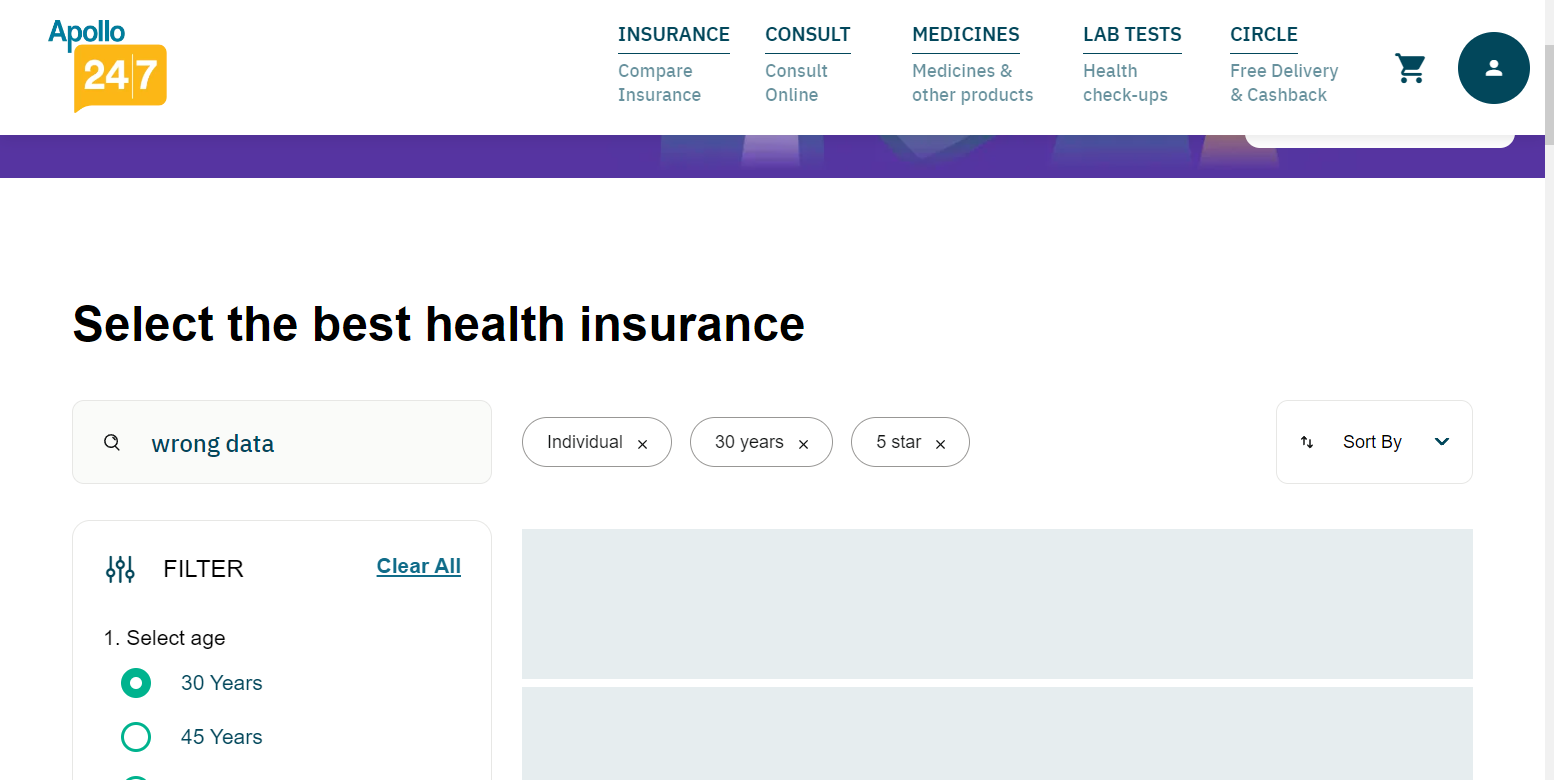 Apollo
24|7
INSURANCE
Compare
Insurance
CONSULT
Consult
Online
MEDICINES
Medicines &
other products
LAB TESTS
Health
check-ups
CIRCLE
Free Delivery
& Cashback
Select the best health insurance
wrong data
Individual ×
30 years ×
5 star ×
Sort By
FILTER
Clear All
1. Select age
30 Years
45 Years